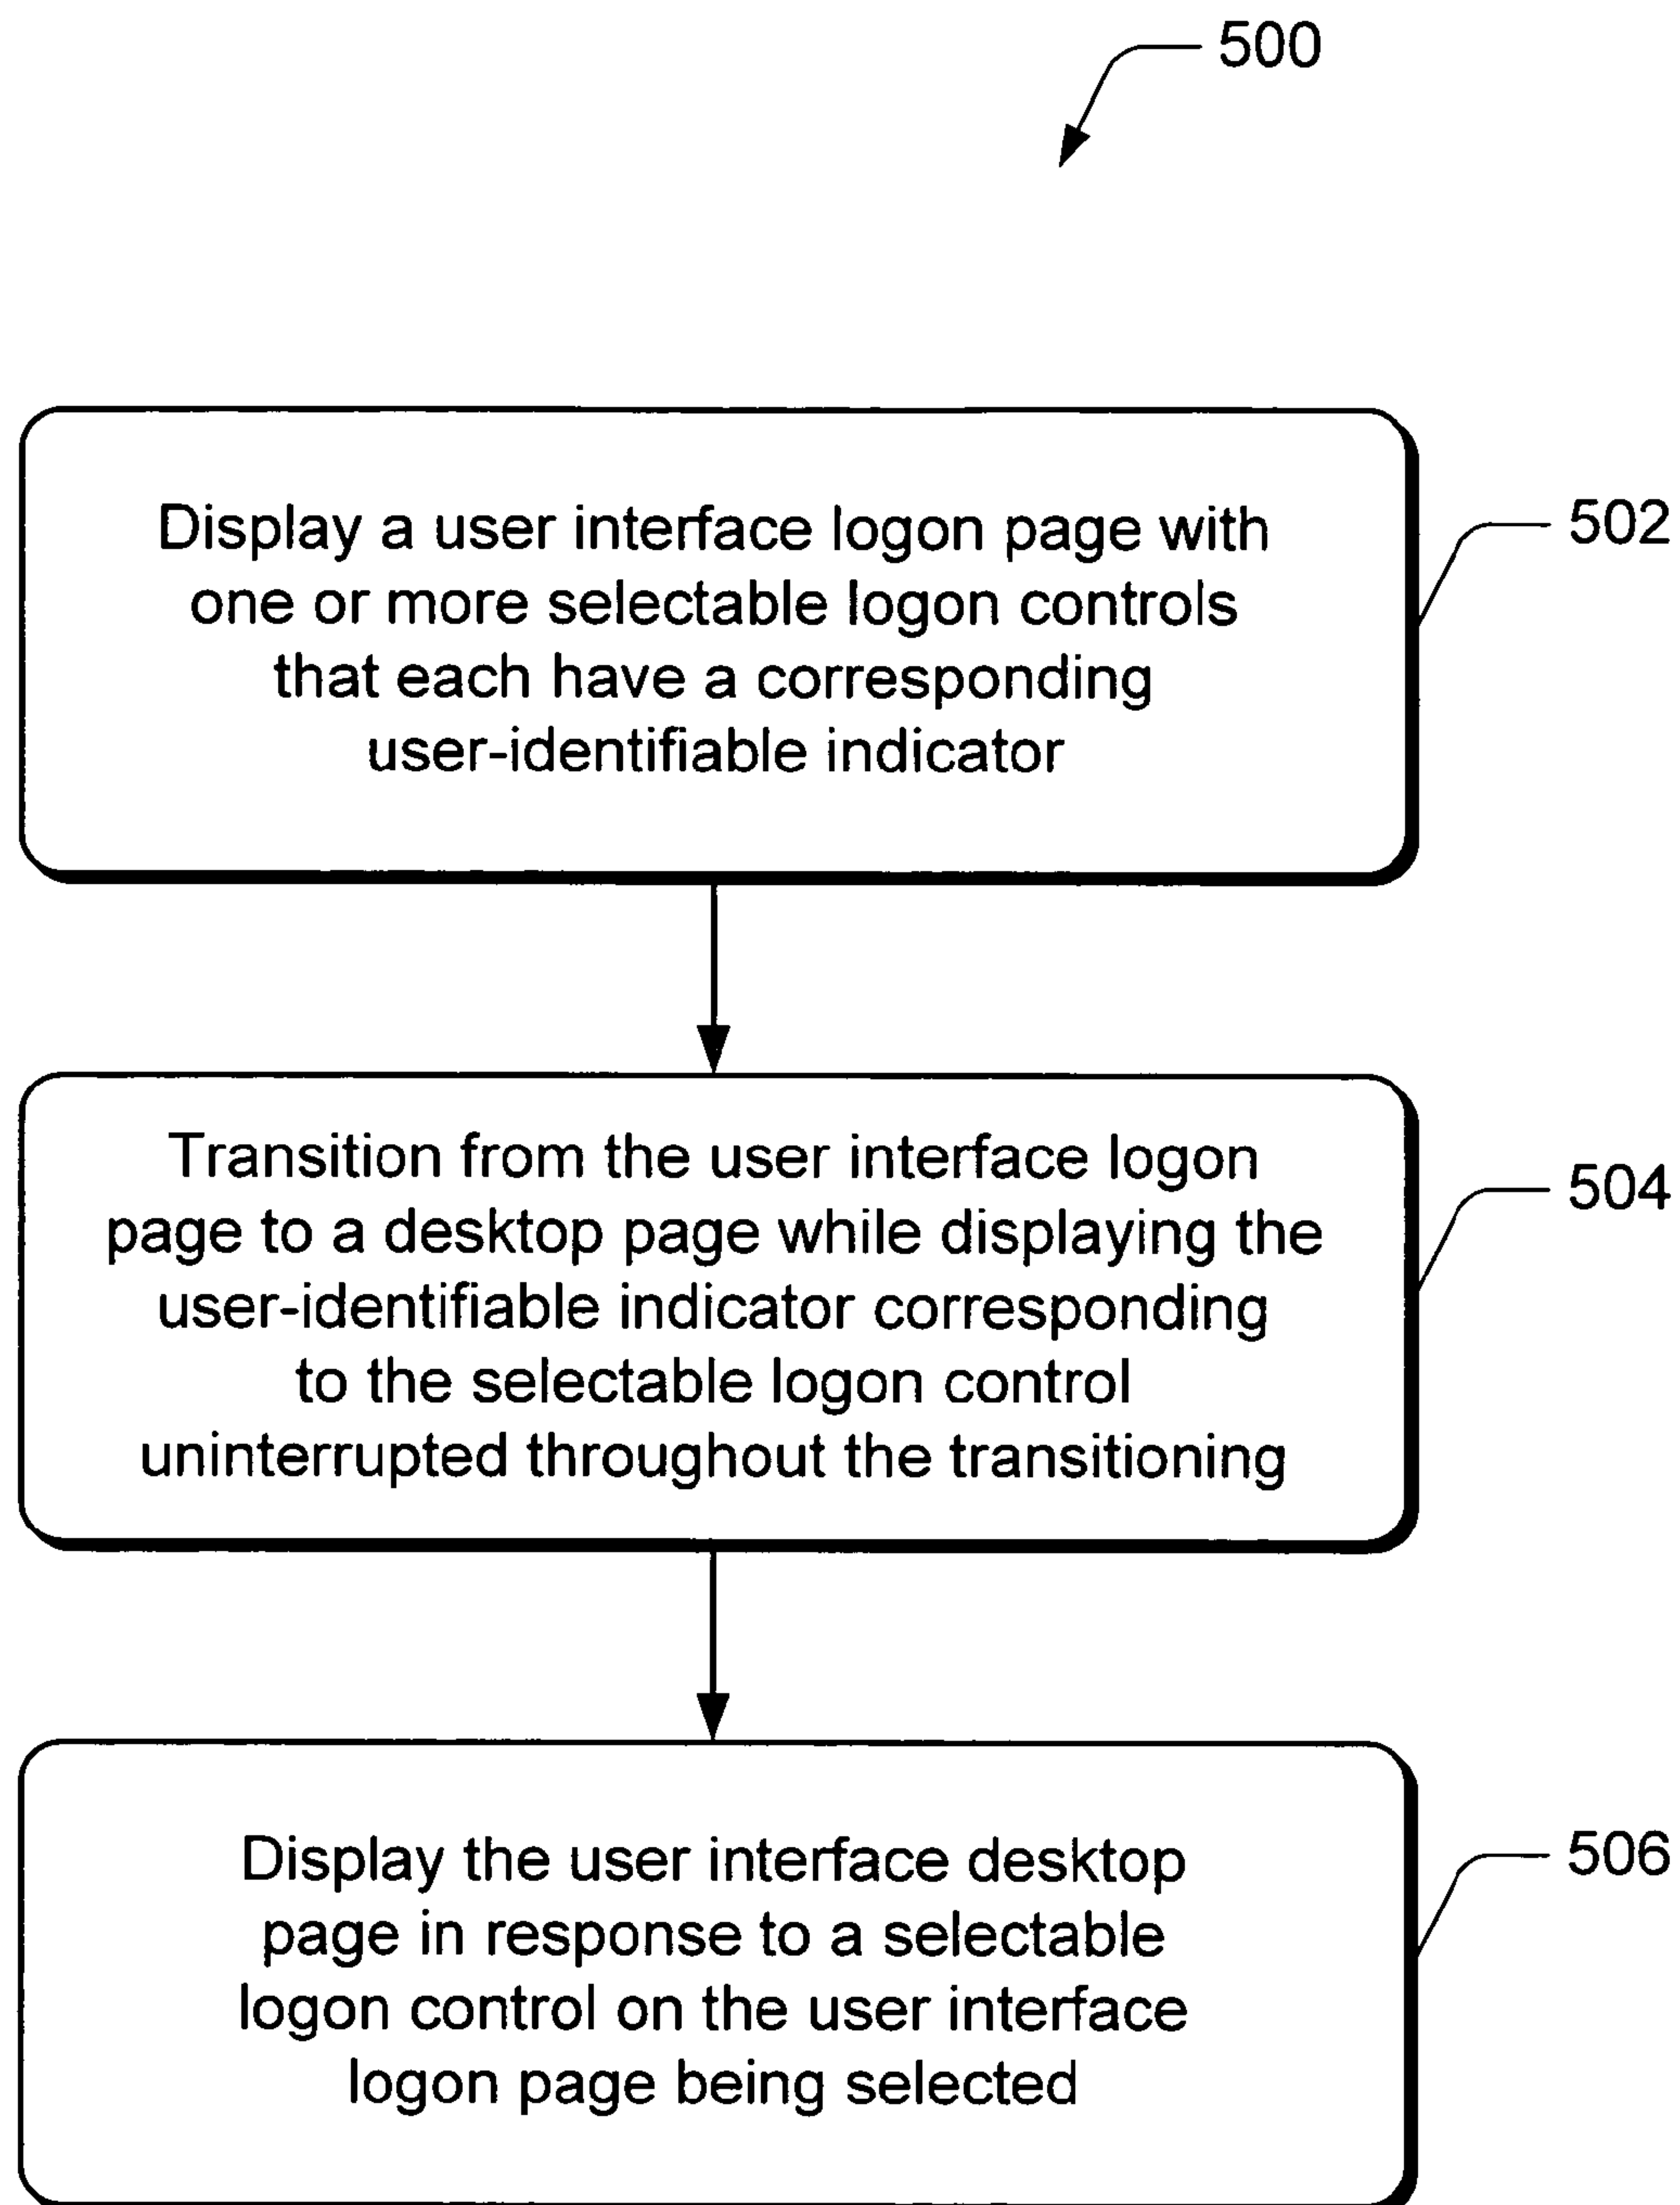 500
Display a user interface logon page with
one or more selectable logon controls
that each have a corresponding
user-identifiable indicator
502
Transition from the user interface logon
page to a desktop page while displaying the
user-identifiable indicator corresponding
to the selectable logon control
uninterrupted throughout the transitioning
504
Display the user interface desktop
page in response to a selectable
logon control on the user interface
logon page being selected
506